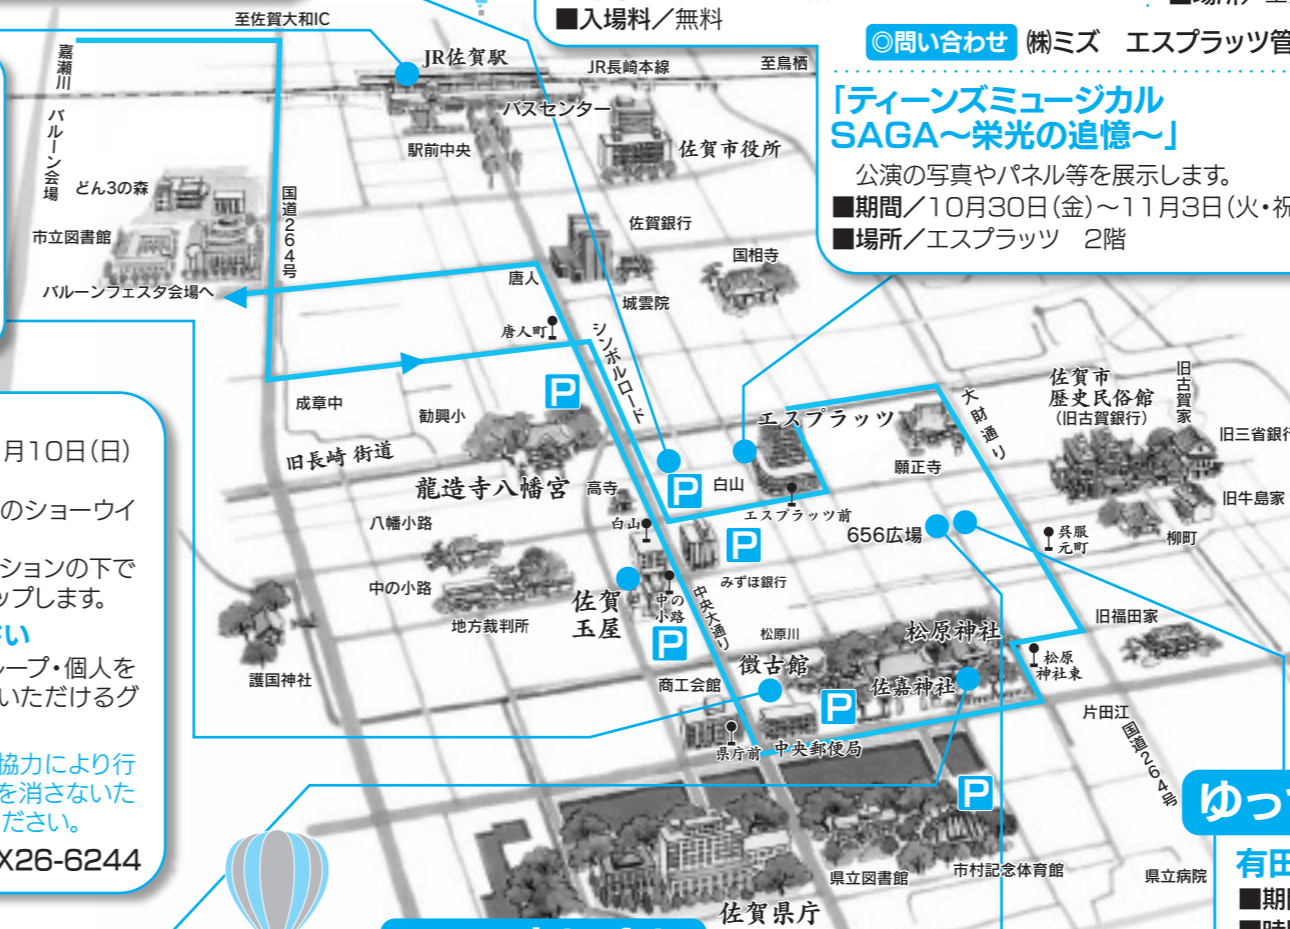 ■入場料／無料
◎問い合わせ ㈱ミズ エスプラッツ管
「ティーンズミュージカル
SAGA～栄光の追憶～」
公演の写真やパネル等を展示します。
■期間／10月30日(金)～11月3日(火・祝
■場所／エスプラッツ 2階
至佐賀大和IC
嘉瀬川
バルーン会場
JR佐賀駅
JR長崎本線
至鳥栖
バスセンター
駅前中央
佐賀市役所
どん3の森
市立図書館
国道264号
バルーンフェスタ会場へ
佐賀銀行
国相寺
唐人
城雲院
唐人町
シンボルロード
P
成章中
勧興小
旧長崎街道
龍造寺八幡宮
高寺
白山
P
白山
エスプラッツ
エスプラッツ前
願正寺
大財通り
佐賀市
歴史民俗館
(旧古賀銀行)
旧古賀家
旧三省銀行
旧牛島家
柳町
呉服
元町
656広場
八幡小路
中の小路
地方裁判所
佐賀
玉屋
中の
小路
P
みずほ銀行
中央大通り
P
護国神社
松原川
徴古館
松原神社
佐嘉神社
松原
神社東
旧福田家
商工会館
P
県庁前
中央郵便局
片田江
国道264号
P
県立図書館
市村記念体育館
県立病院
佐賀県庁
月10日(日)
のショーウイ
ションの下で
ップします。
ープ・個人を
いただけるグ
協力により行
を消さないた
ださい。
X26-6244
ゆっ
有田
■期